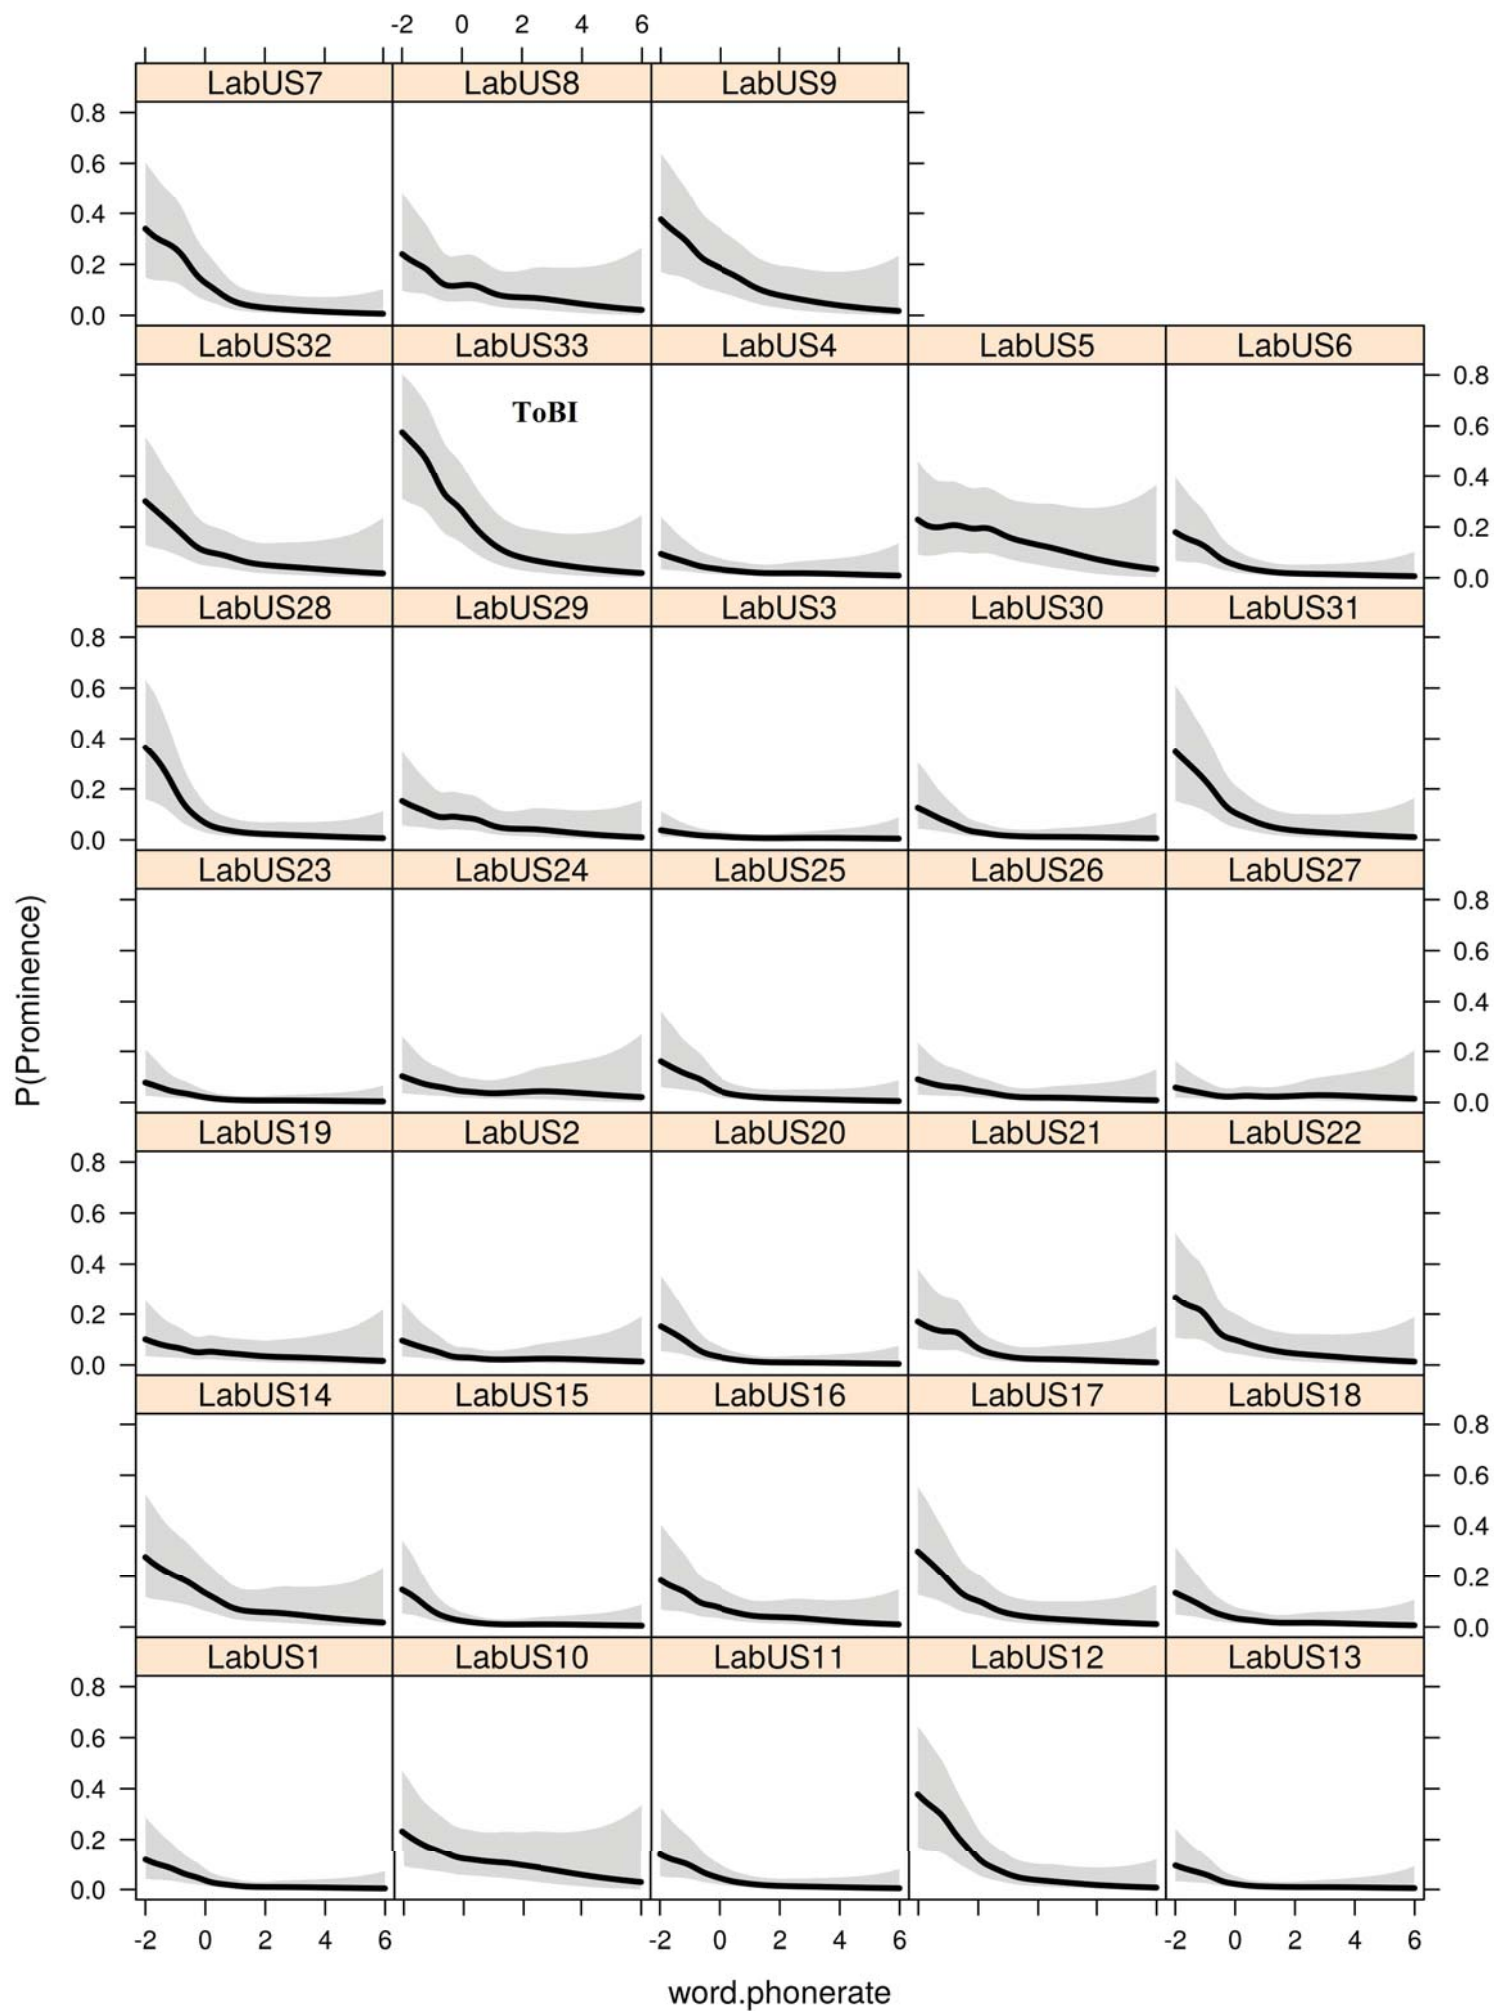 -2 0 2 4 6
LabUS7 LabUS8 LabUS9
0.8
0.6
0.4
0.2
0.0
LabUS32 LabUS33 LabUS4 LabUS5 LabUS6
ToBI
0.8
0.6
0.4
0.2
0.0
LabUS28 LabUS29 LabUS3 LabUS30 LabUS31
0.8
0.6
0.4
0.2
0.0
LabUS23 LabUS24 LabUS25 LabUS26 LabUS27
0.8
0.6
0.4
0.2
0.0
P(Prominence)
LabUS19 LabUS2 LabUS20 LabUS21 LabUS22
0.8
0.6
0.4
0.2
0.0
LabUS14 LabUS15 LabUS16 LabUS17 LabUS18
0.8
0.6
0.4
0.2
0.0
LabUS1 LabUS10 LabUS11 LabUS12 LabUS13
0.8
0.6
0.4
0.2
0.0
-2 0 2 4 6 -2 0 2 4 6 -2 0 2 4 6
word.phonerate